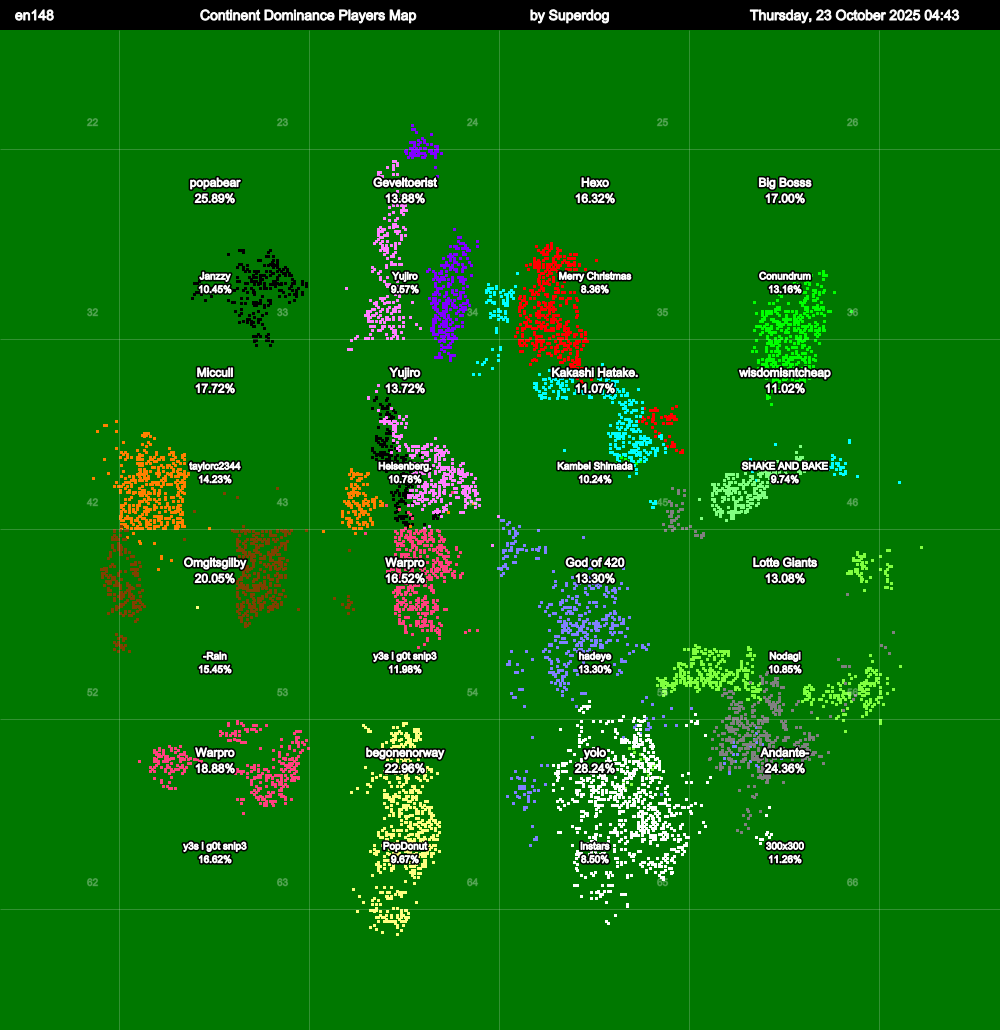 en148 Continent Dominance Players Map by Superdog Thursday, 23 October 2025 04:43
22 23 24 25 26
popabear Geveltoerist Hexo Big Bosss
25.89% 13.88% 16.32% 17.00%
Janzzy Yujiro Merry Christmas Conundrum
10.45% 9.57% 8.36% 13.16%
32 33 34 35 36
Miccull Yujiro Kakashi Hatake. wisdomisntcheap
17.72% 13.72% 11.07% 11.02%
taylorc2344 Heisenberg. Kambei Shimada SHAKE AND BAKE
14.23% 10.78% 10.24% 9.74%
42 43 45 46
Omgitsgilby Warpro God of 420 Lotte Giants
20.05% 16.52% 13.30% 13.08%
-Rain y3s i g0t snip3 hadeye Nodagi
15.45% 11.98% 13.30% 10.85%
52 53 54
Warpro begonenorway yolo Andante-
18.88% 22.96% 28.24% 24.36%
y3s i g0t snip3 PopDonut Instars 300x300
16.62% 9.67% 8.50% 11.26%
62 63 64 65 66